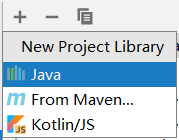 New Project Library
Java
From Maven...
Kotlin/JS